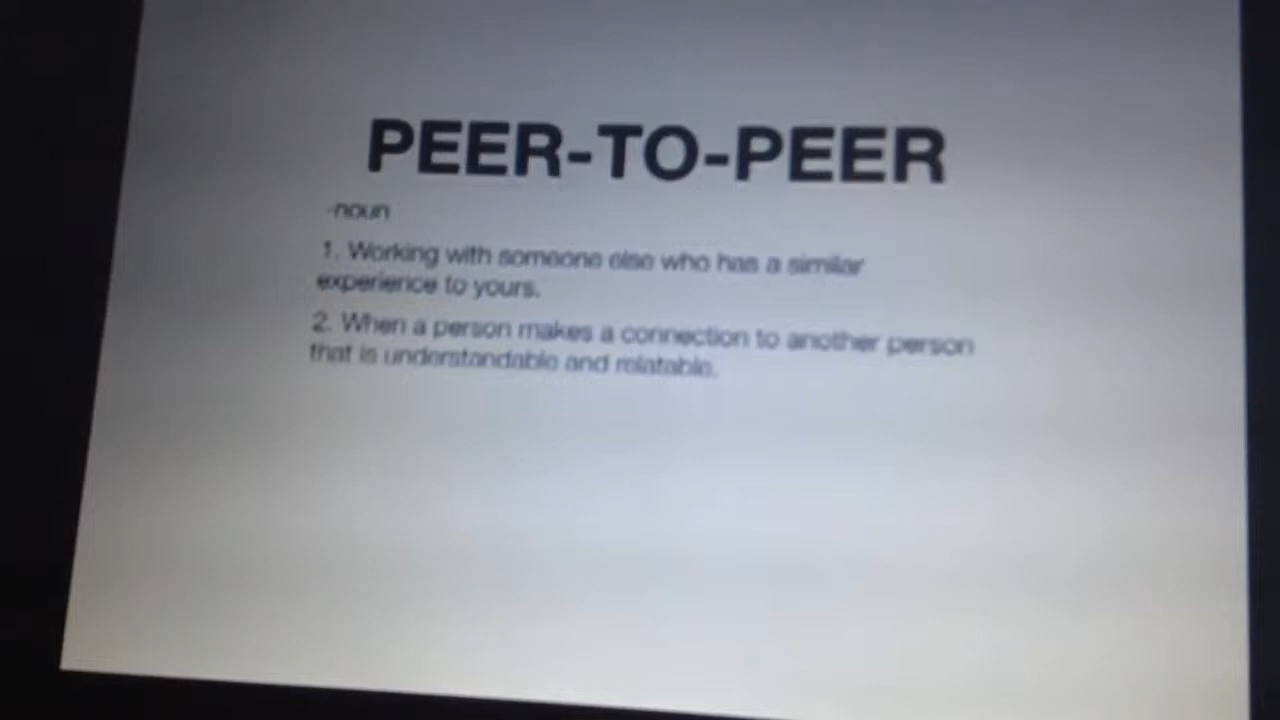 PEER-TO-PEER
-noun
1. Working with someone else who has a similar
experience to yours.
2. When a person makes a connection to another person
that is understandable and relatable.